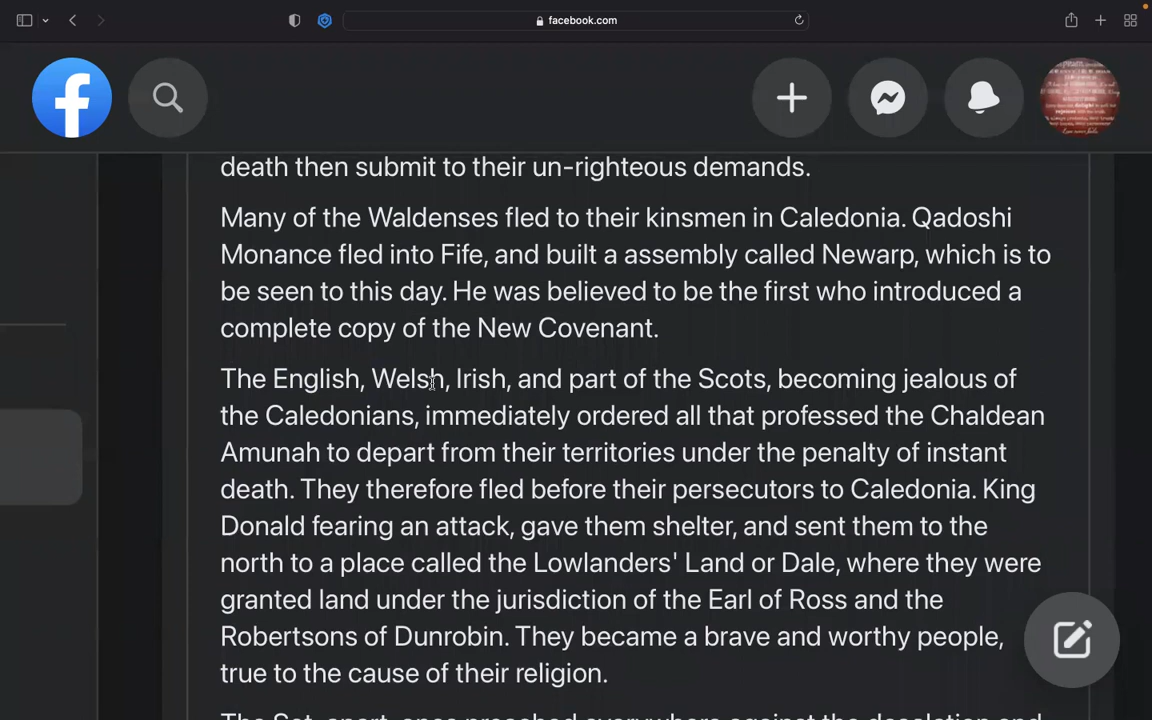 facebook.com
death then submit to their un-righteous demands.
Many of the Waldenses fled to their kinsmen in Caledonia. Qadoshi
Monance fled into Fife, and built a assembly called Newarp, which is to
be seen to this day. He was believed to be the first who introduced a
complete copy of the New Covenant.
The English, Welsh, Irish, and part of the Scots, becoming jealous of
the Caledonians, immediately ordered all that professed the Chaldean
Amunah to depart from their territories under the penalty of instant
death. They therefore fled before their persecutors to Caledonia. King
Donald fearing an attack, gave them shelter, and sent them to the
north to a place called the Lowlanders' Land or Dale, where they were
granted land under the jurisdiction of the Earl of Ross and the
Robertsons of Dunrobin. They became a brave and worthy people,
true to the cause of their religion.